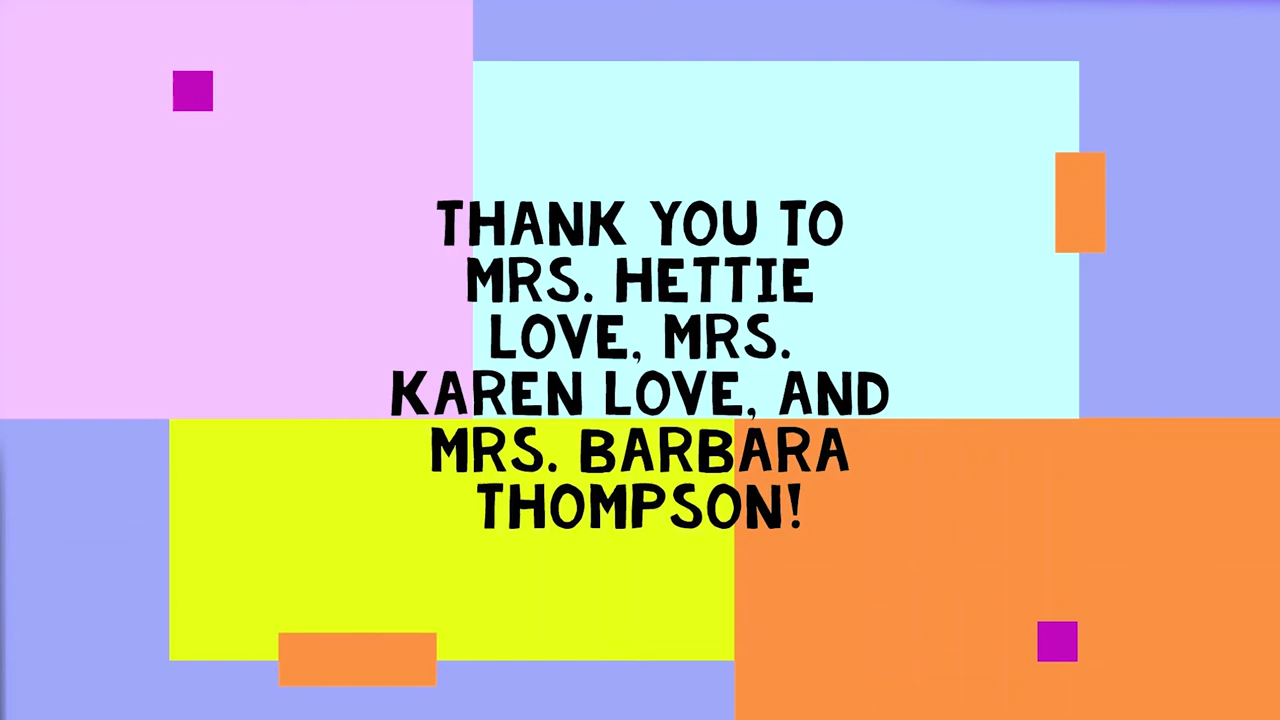 THANK YOU TO
MRS. HETTIE
LOVE, MRS.
KAREN LOVE, AND
MRS. BARBARA
THOMPSON!